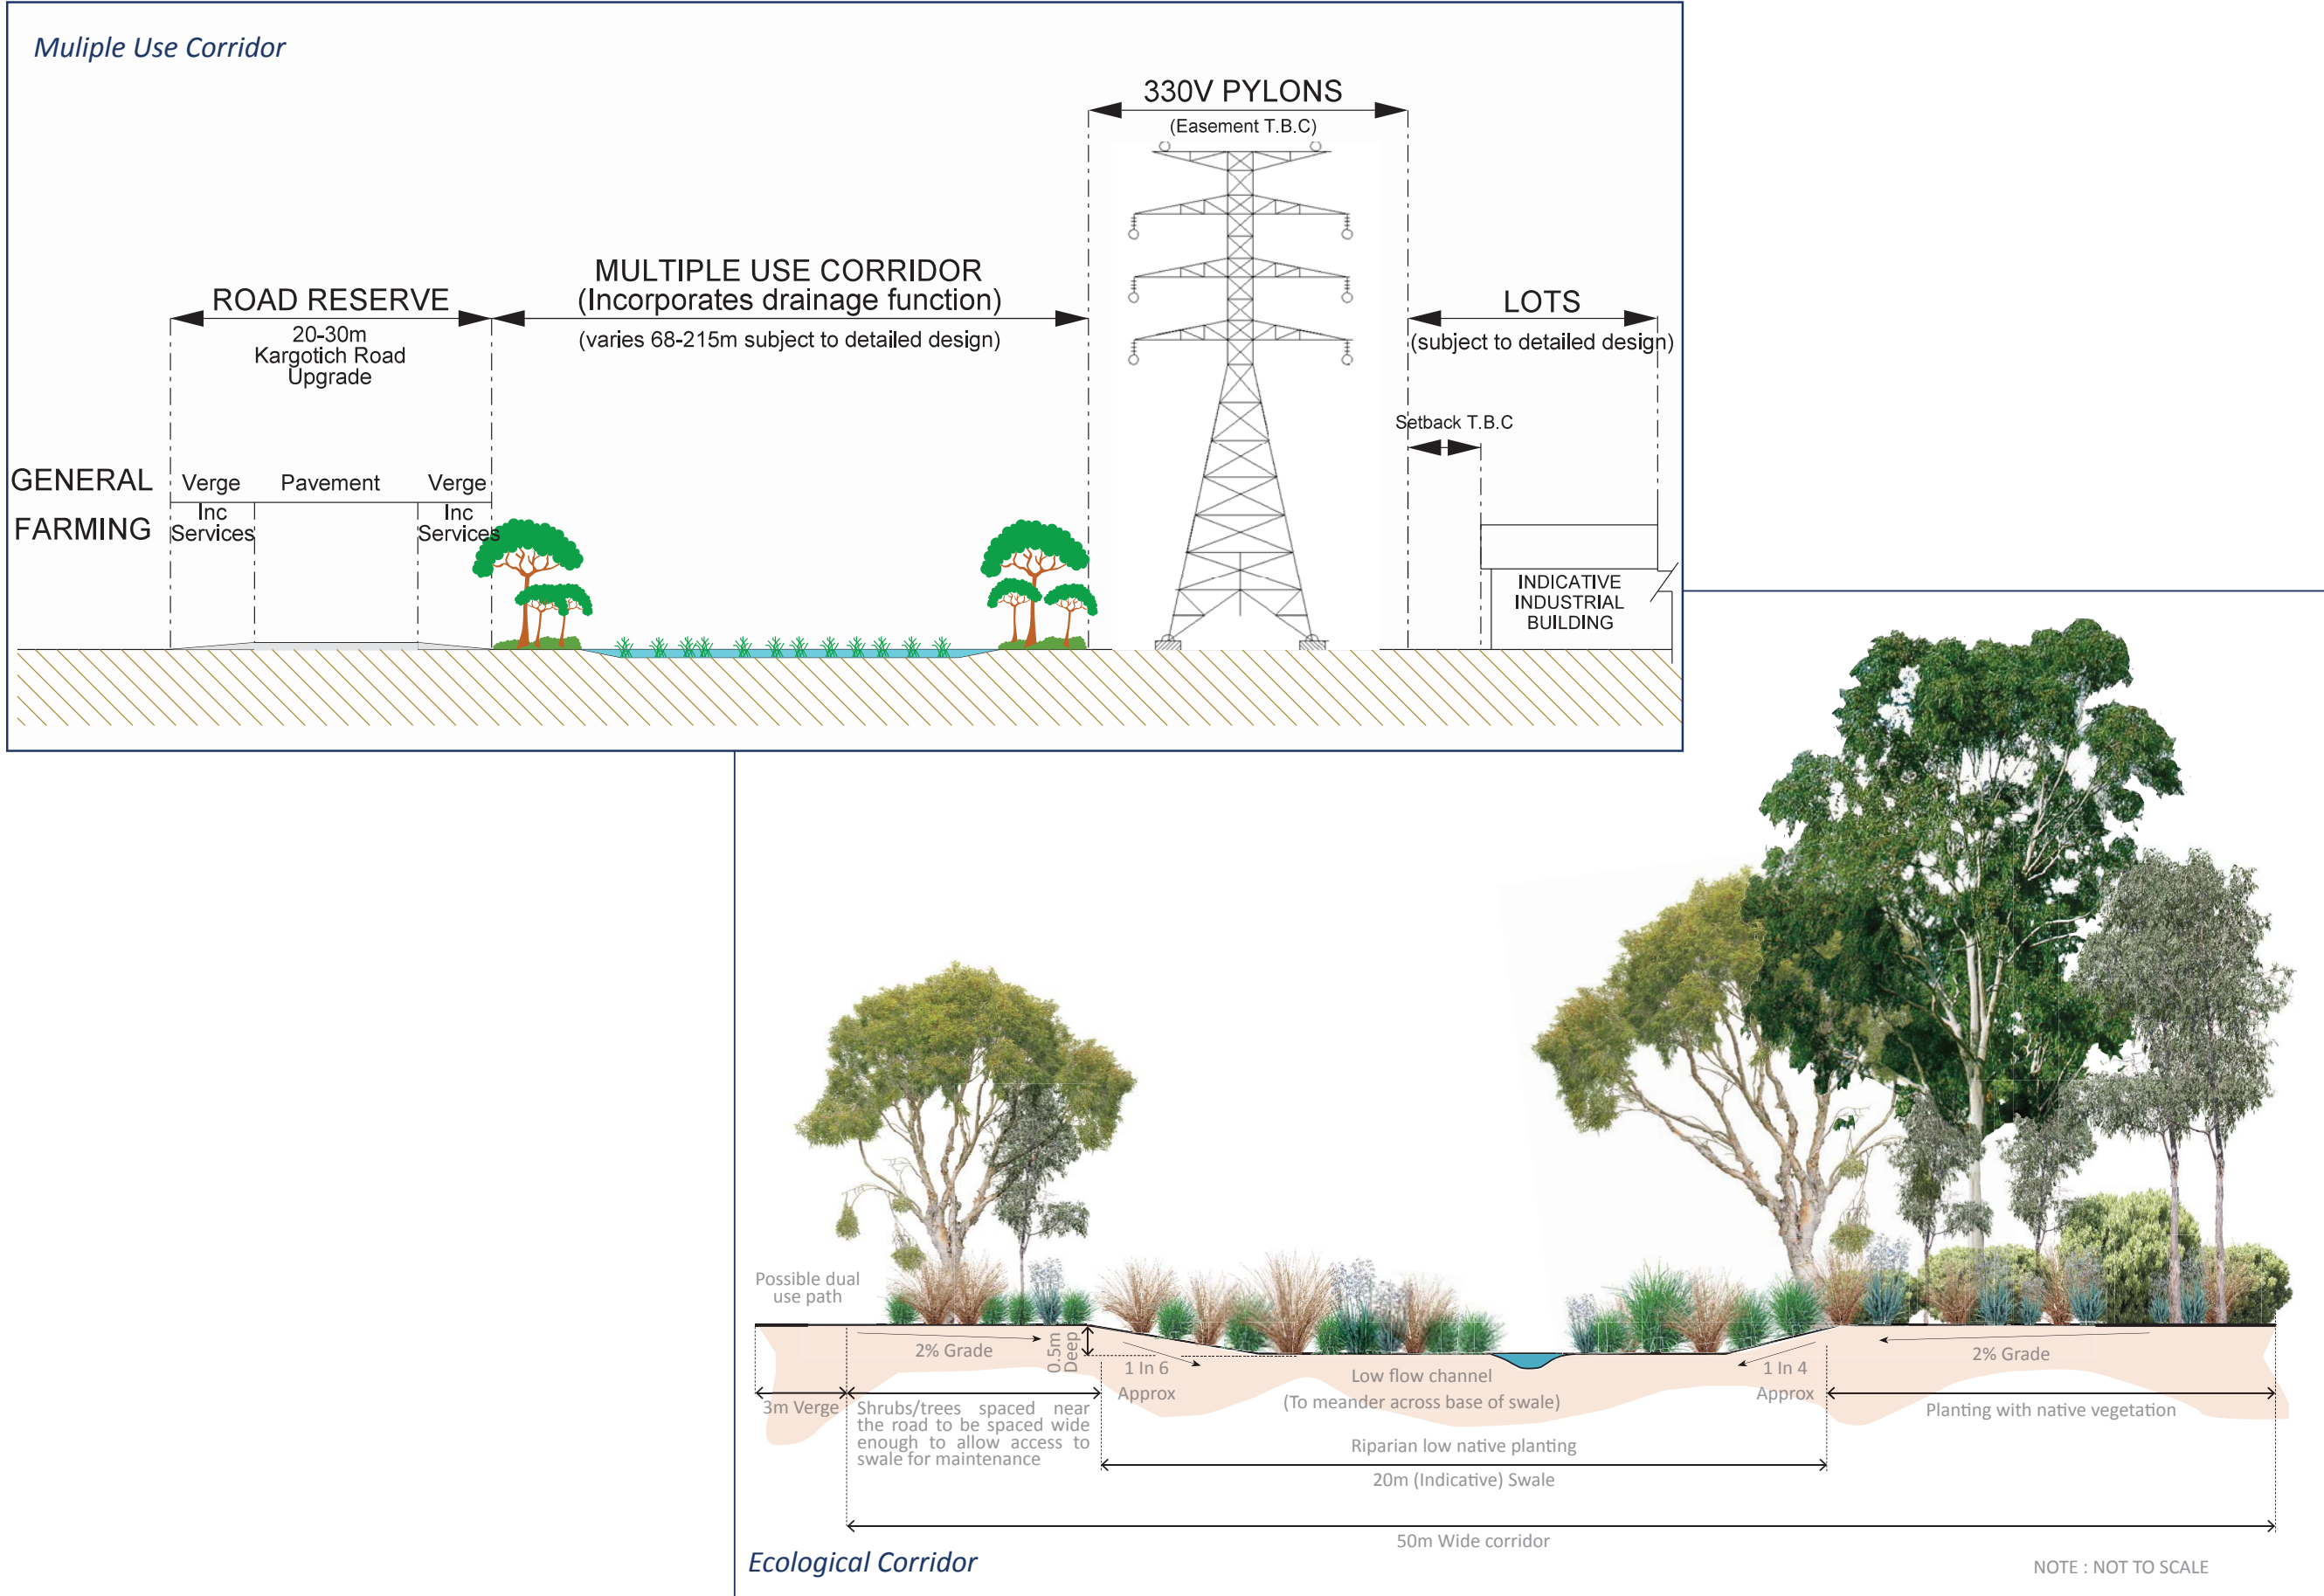 Muliple Use Corridor
330V PYLONS
(Easement T.B.C)
MULTIPLE USE CORRIDOR
(Incorporates drainage function)
(varies 68-215m subject to detailed design)
ROAD RESERVE
20-30m
Kargotich Road
Upgrade
LOTS
(subject to detailed design)
Setback T.B.C
GENERAL
FARMING
Verge
Inc
Services
Pavement
Verge
Inc
Services
INDICATIVE
INDUSTRIAL
BUILDING
Possible dual
use path
2% Grade
0.5m
Deep
1 In 6
Approx
Low flow channel
(To meander across base of swale)
1 In 4
Approx
2% Grade
3m Verge
Shrubs/trees spaced near
the road to be spaced wide
enough to allow access to
swale for maintenance
Planting with native vegetation
Riparian low native planting
20m (Indicative) Swale
50m Wide corridor
Ecological Corridor
NOTE : NOT TO SCALE